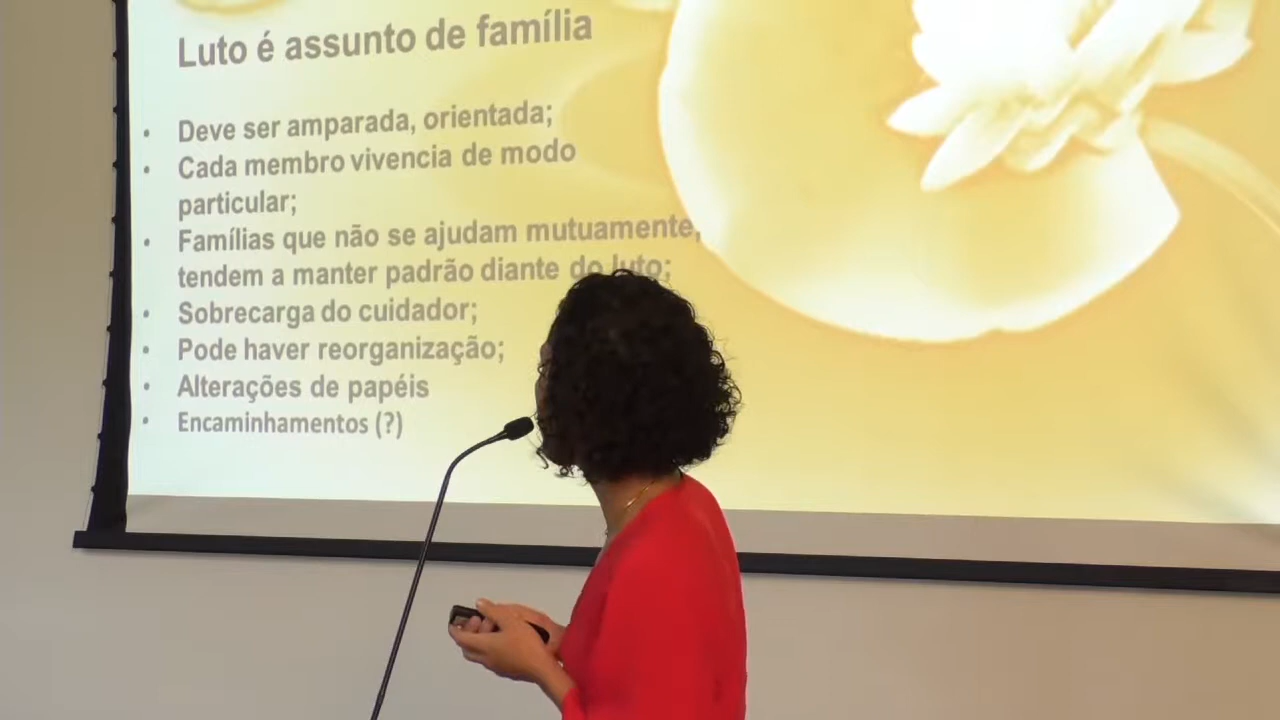 Luto é assunto de família
• Deve ser amparada, orientada;
• Cada membro vivencia de modo
particular;
• Famílias que não se ajudam mutuamente,
tendem a manter padrão diante do luto;
• Sobrecarga do cuidador;
• Pode haver reorganização;
• Alterações de papéis
• Encaminhamentos (?)